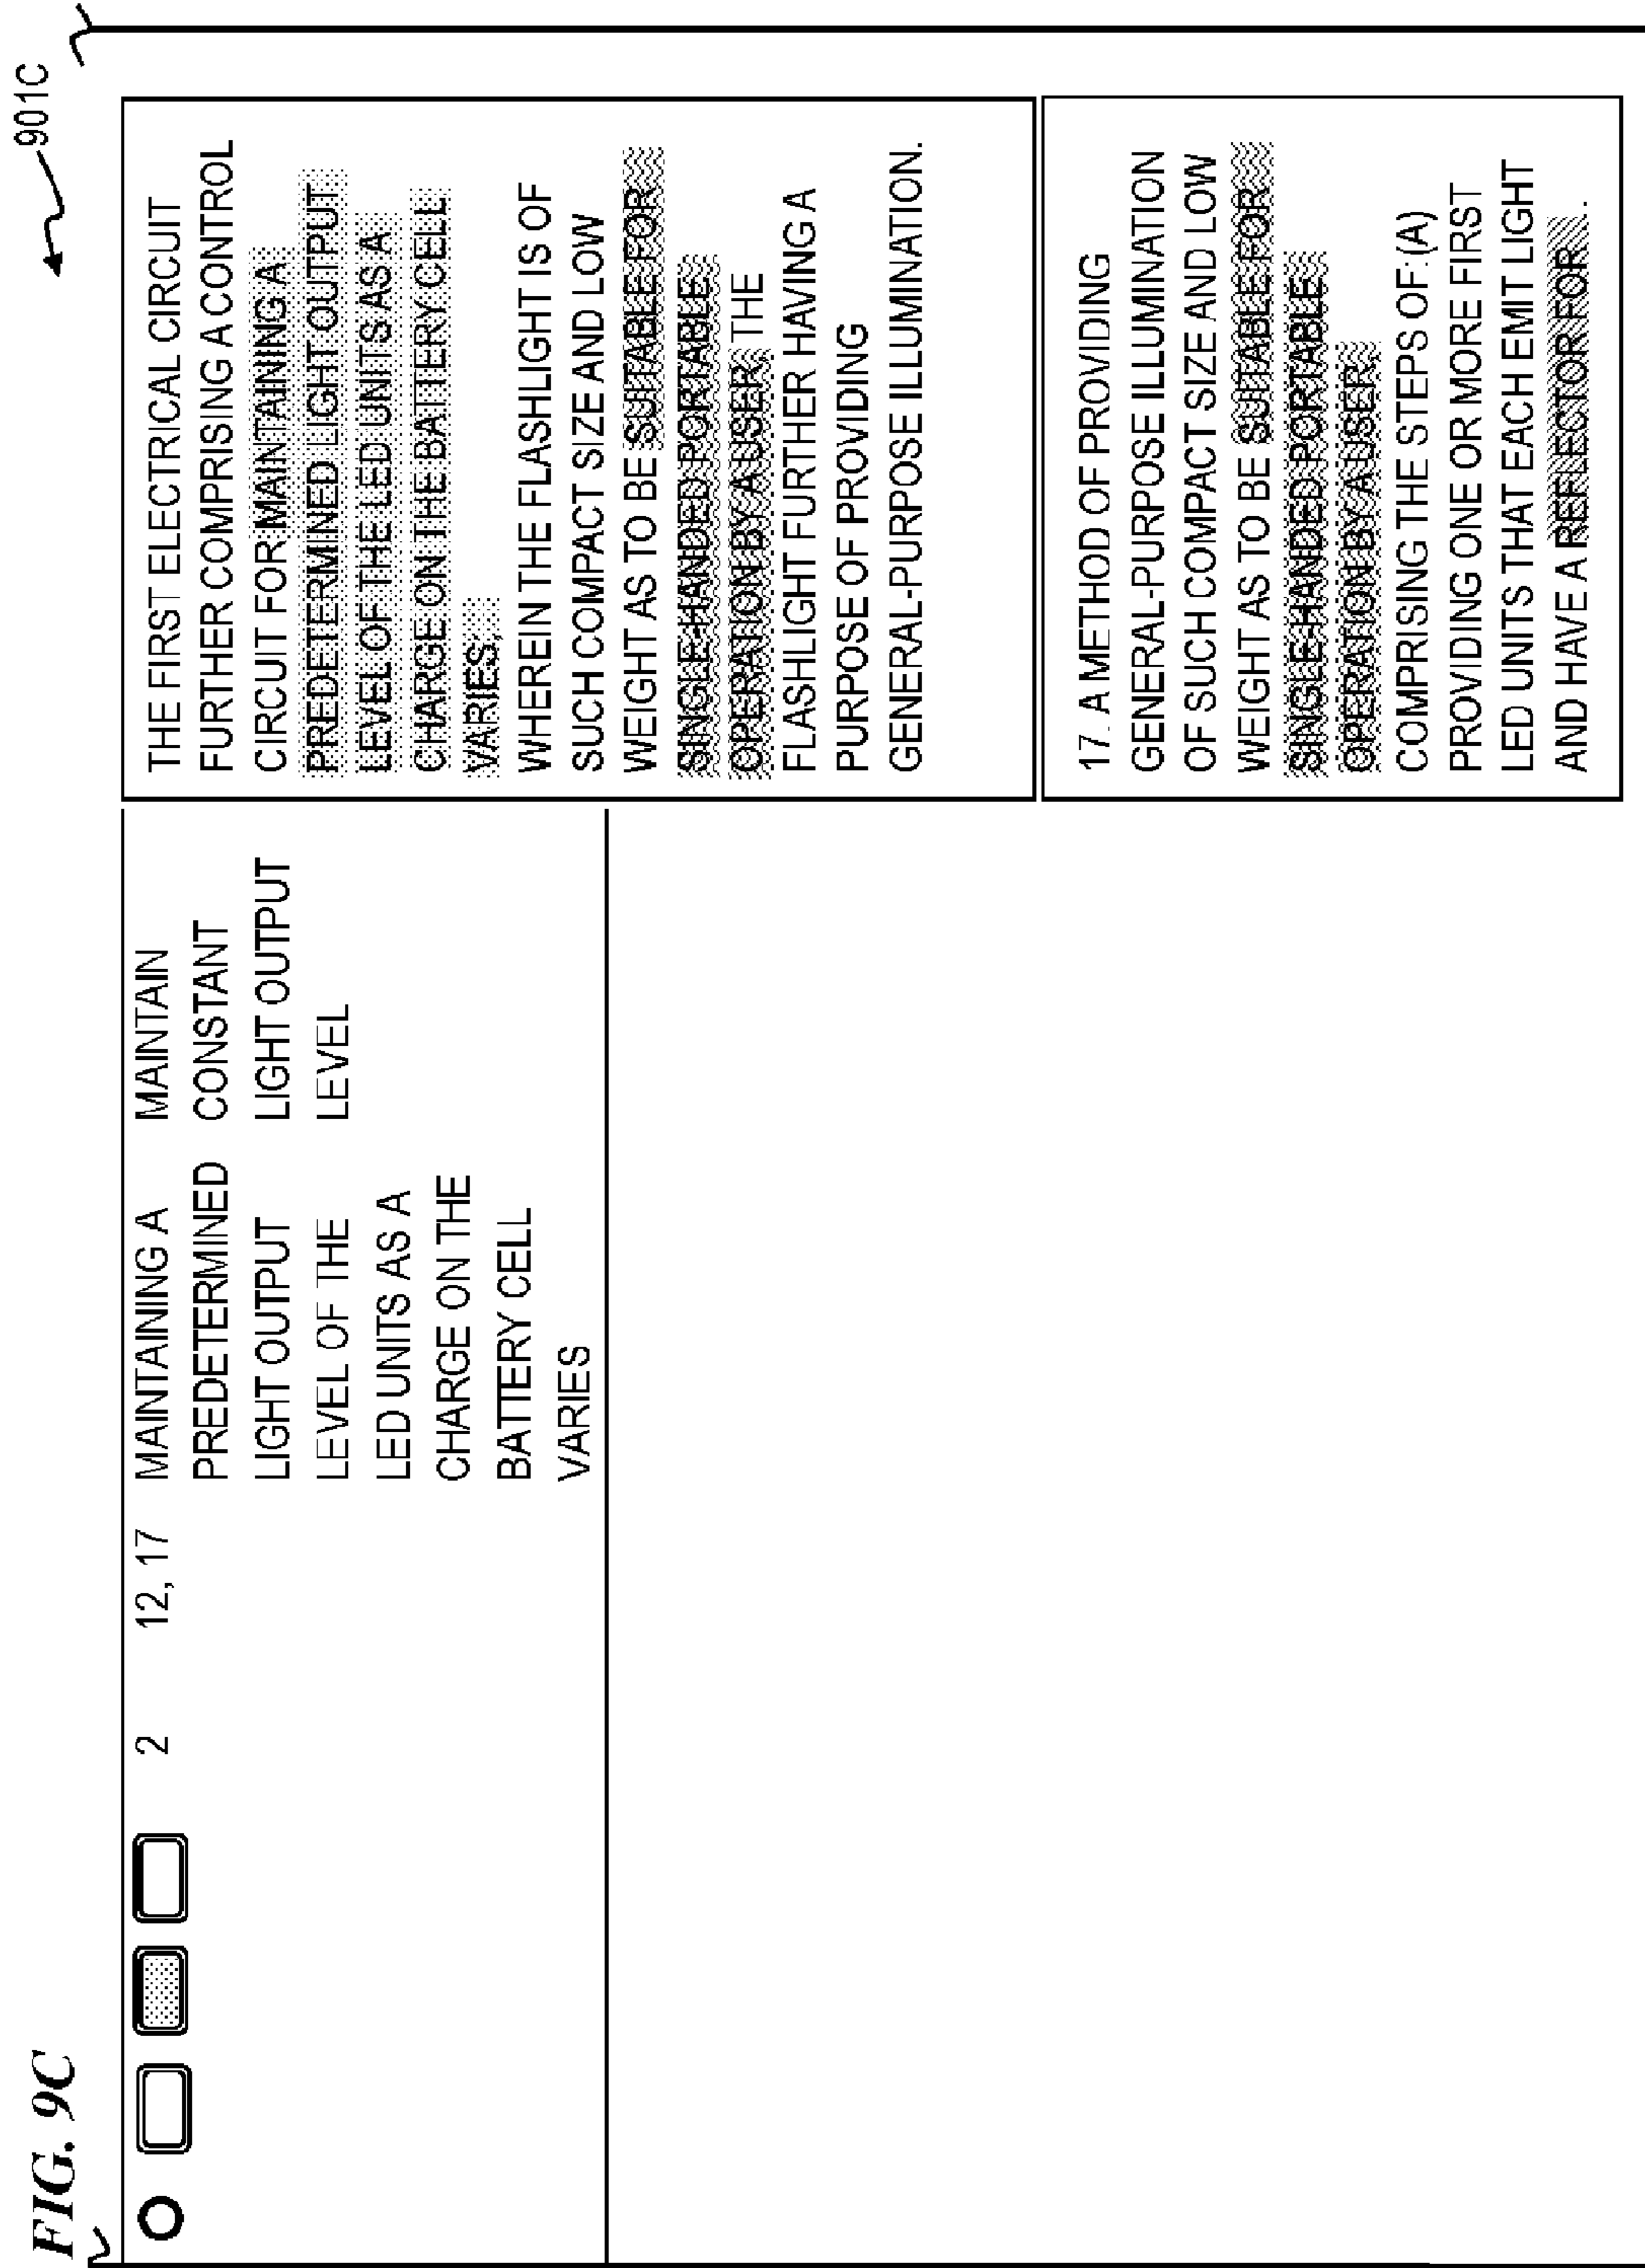 FIG. 9C
901C
2
12, 17
MAINTAINING A
PREDETERMINED
LIGHT OUTPUT
LEVEL OF THE
LED UNITS AS A
CHARGE ON THE
BATTERY CELL
VARIES
MAINTAIN
CONSTANT
LIGHT OUTPUT
LEVEL
THE FIRST ELECTRICAL CIRCUIT
FURTHER COMPRISING A CONTROL
CIRCUIT FOR MAINTAINING A
PREDETERMINED LIGHT OUTPUT
LEVEL OF THE LED UNITS AS A
CHARGE ON THE BATTERY CELL
VARIES;
WHEREIN THE FLASHLIGHT IS OF
SUCH COMPACT SIZE AND LOW
WEIGHT AS TO BE SUITABLE FOR
SINGLE-HANDED PORTABLE
OPERATION BY A USER, THE
FLASHLIGHT FURTHER HAVING A
PURPOSE OF PROVIDING
GENERAL-PURPOSE ILLUMINATION.
17. A METHOD OF PROVIDING
GENERAL-PURPOSE ILLUMINATION
OF SUCH COMPACT SIZE AND LOW
WEIGHT AS TO BE SUITABLE FOR
SINGLE-HANDED PORTABLE
OPERATION BY A USER
COMPRISING THE STEPS OF: (A)
PROVIDING ONE OR MORE FIRST
LED UNITS THAT EACH EMIT LIGHT
AND HAVE A REFLECTOR FOR...